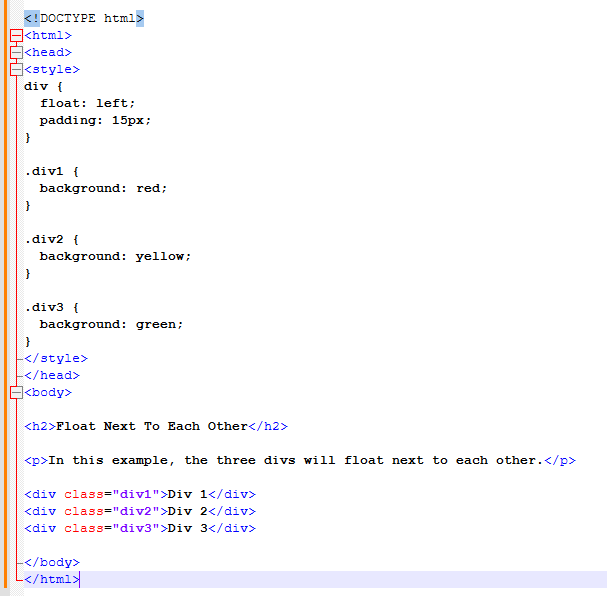 <!DOCTYPE html>
<html>
<head>
<style>
div {
  float: left;
  padding: 15px;
}
.div1 {
  background: red;
}
.div2 {
  background: yellow;
}
.div3 {
  background: green;
}
</style>
</head>
<body>
<h2>Float Next To Each Other</h2>
<p>In this example, the three divs will float next to each other.</p>
<div class="div1">Div 1</div>
<div class="div2">Div 2</div>
<div class="div3">Div 3</div>
</body>
</html>